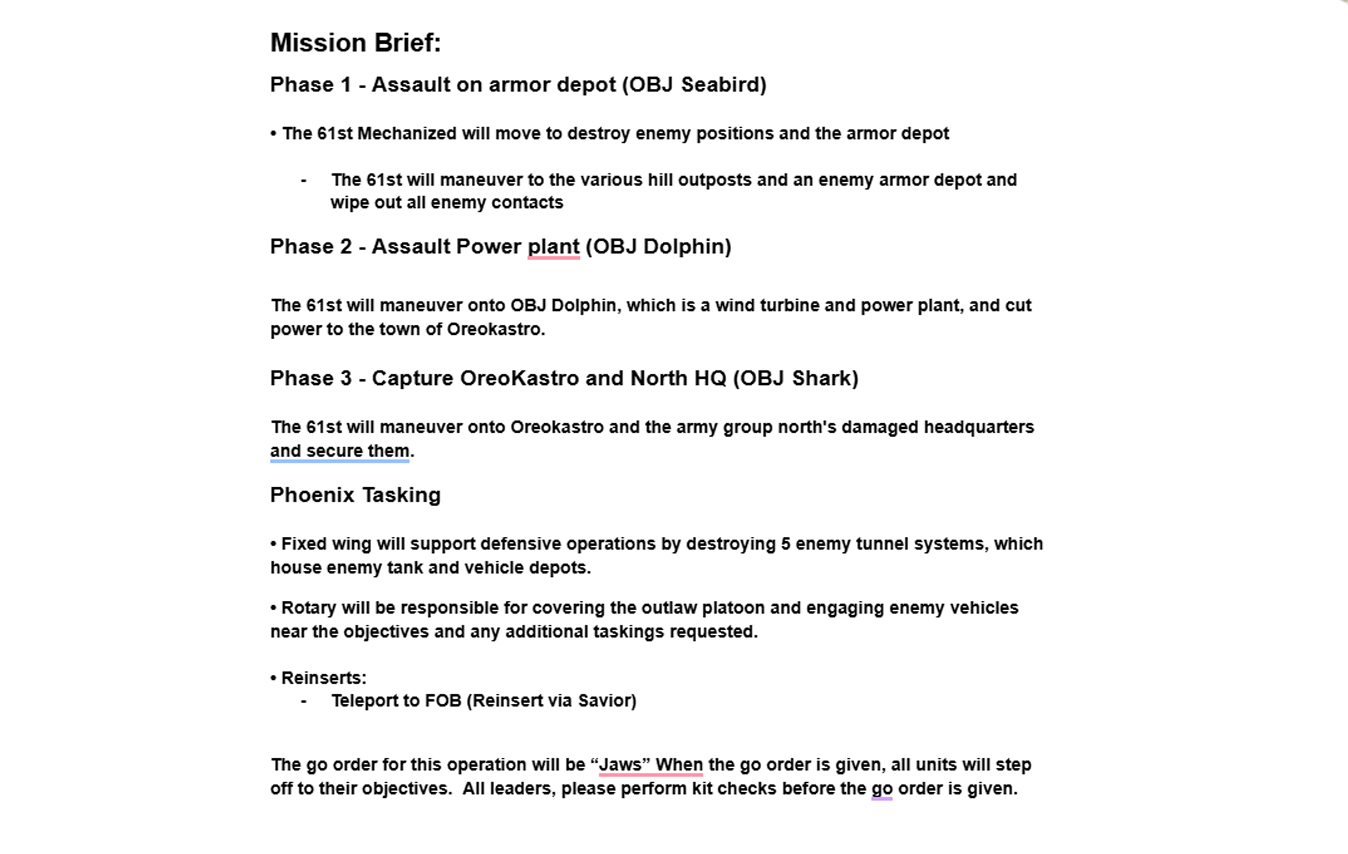 Mission Brief:
Phase 1 - Assault on armor depot (OBJ Seabird)
• The 61st Mechanized will move to destroy enemy positions and the armor depot
- The 61st will maneuver to the various hill outposts and an enemy armor depot and
wipe out all enemy contacts
Phase 2 - Assault Power plant (OBJ Dolphin)
The 61st will maneuver onto OBJ Dolphin, which is a wind turbine and power plant, and cut
power to the town of Oreokastro.
Phase 3 - Capture OreoKastro and North HQ (OBJ Shark)
The 61st will maneuver onto Oreokastro and the army group north's damaged headquarters
and secure them.
Phoenix Tasking
• Fixed wing will support defensive operations by destroying 5 enemy tunnel systems, which
house enemy tank and vehicle depots.
• Rotary will be responsible for covering the outlaw platoon and engaging enemy vehicles
near the objectives and any additional taskings requested.
• Reinserts:
- Teleport to FOB (Reinsert via Savior)
The go order for this operation will be “Jaws” When the go order is given, all units will step
off to their objectives.  All leaders, please perform kit checks before the go order is given.